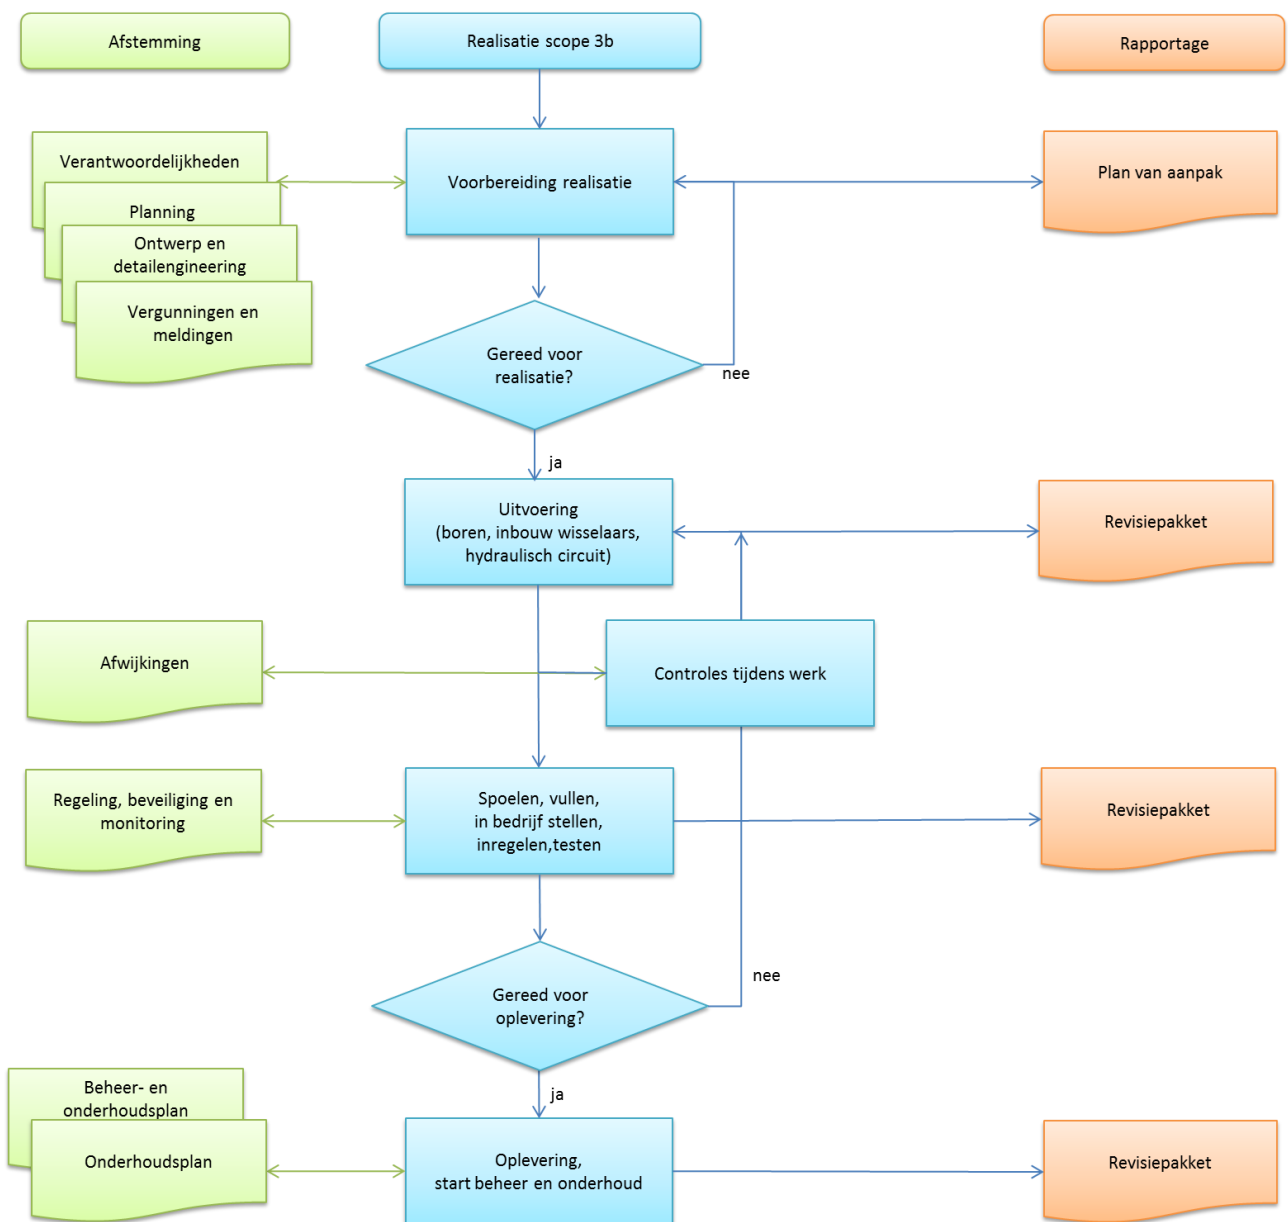 Afstemming
Realisatie scope 3b
Rapportage
Verantwoordelijkheden
Planning
Ontwerp en
detailengineering
Vergunningen en
meldingen
Voorbereiding realisatie
Plan van aanpak
Gereed voor
realisatie?
nee
ja
Uitvoering
(boren, inbouw wisselaars,
hydraulisch circuit)
Revisiepakket
Afwijkingen
Controles tijdens werk
Regeling, beveiliging en
monitoring
Spoelen, vullen,
in bedrijf stellen,
inregelen,testen
Revisiepakket
Gereed voor
oplevering?
nee
ja
Beheer- en
onderhoudsplan
Onderhoudsplan
Oplevering,
start beheer en onderhoud
Revisiepakket